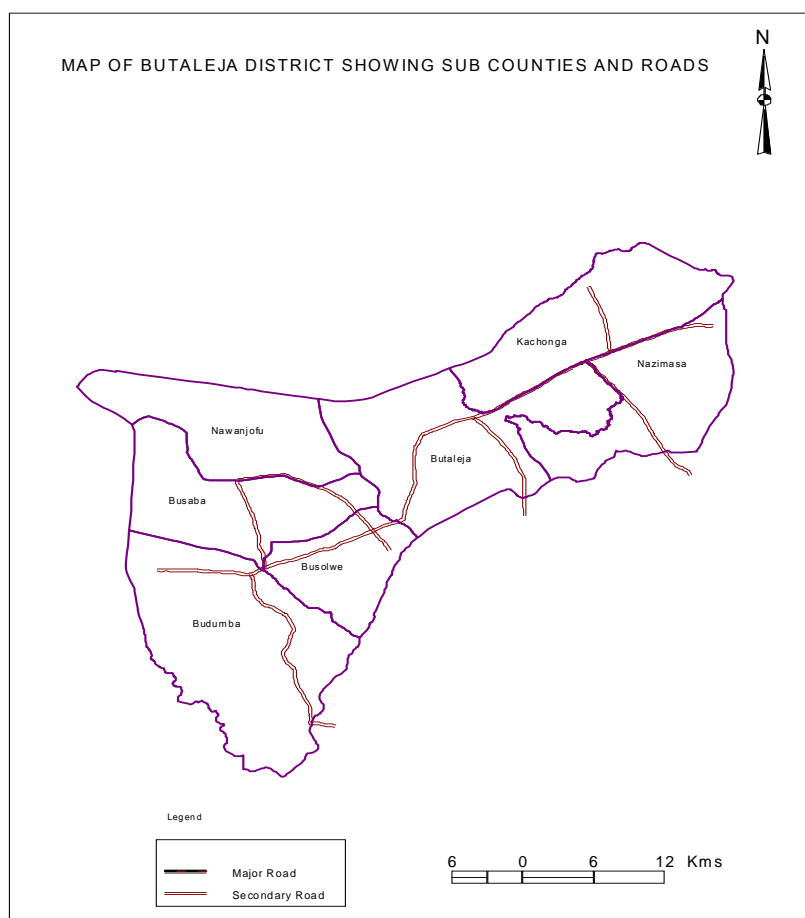 N
MAP OF BUTALEJA DISTRICT SHOWING SUB COUNTIES AND ROADS
Kachonga
Nazimasa
Nawanjofu
Butaleja
Busaba
Busolwe
Budumba
Legend
Major Road
Secondary Road
6 0 6 12 Kms